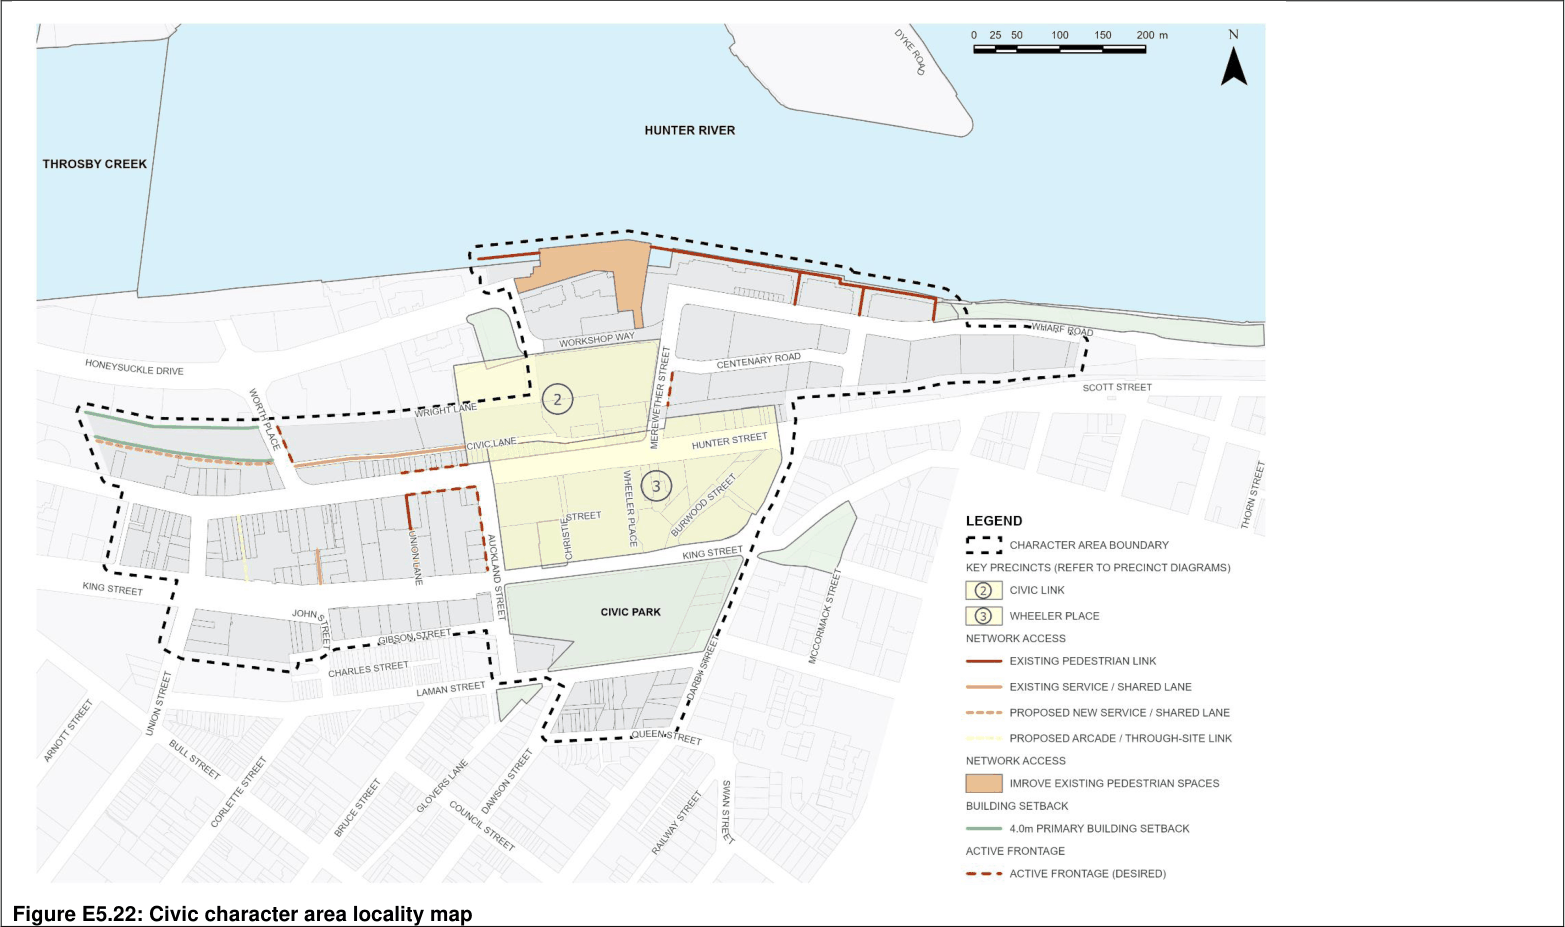 0 25 50 100 150 200 m
N
DYKE ROAD
HUNTER RIVER
THROSBY CREEK
WHARF ROAD
WORKSHOP WAY
CENTENARY ROAD
HONEYSUCKLE DRIVE
MEREWETHER STREET
SCOTT STREET
2
WORTH PLACE
WRIGHT LANE
CIVIC LANE
HUNTER STREET
3
WHEELER PLACE
BURWOOD STREET
STREET
CHRISTIE
THORN STREET
UNION LANE
AUCKLAND STREET
KING STREET
KING STREET
CIVIC PARK
JOHN STREET
GIBSON STREET
CHARLES STREET
LAMAN STREET
MCCORMACK STREET
DARBY STREET
UNION STREET
ARNOTT STREET
QUEEN STREET
BULL STREET
CORLETTE STREET
BRUCE STREET
GLOVERS LANE
DAWSON STREET
COUNCIL STREET
RAILWAY STREET
SWAN STREET
LEGEND
CHARACTER AREA BOUNDARY
KEY PRECINCTS (REFER TO PRECINCT DIAGRAMS)
2 CIVIC LINK
3 WHEELER PLACE
NETWORK ACCESS
EXISTING PEDESTRIAN LINK
EXISTING SERVICE / SHARED LANE
PROPOSED NEW SERVICE / SHARED LANE
PROPOSED ARCADE / THROUGH-SITE LINK
NETWORK ACCESS
IMROVE EXISTING PEDESTRIAN SPACES
BUILDING SETBACK
4.0m PRIMARY BUILDING SETBACK
ACTIVE FRONTAGE
ACTIVE FRONTAGE (DESIRED)
Figure E5.22: Civic character area locality map